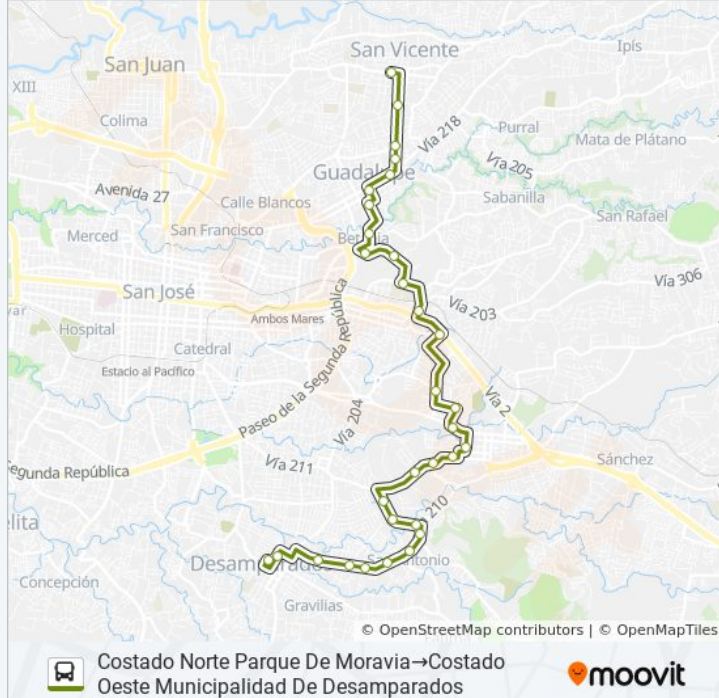 San Vicente
Ipís
San Juan
XIII
Colima
Vía 218
Purral
Mata de Plátano
Guadalupe
Vía 205
Avenida 27
Calle Blancos
Sabanilla
San Rafael
San Francisco
Merced
Betania
Vía 306
San José
Vía 203
Ambos Mares
Hospital
Catedral
Estacio al Pacífico
Paseo de la Segunda República
Vía 2
Vía 204
Sánchez
Segunda República
Vía 211
210
Desamparados
San Antonio
Concepción
Gravilias
© OpenStreetMap contributors | © OpenMapTiles
Costado Norte Parque De Moravia→Costado
Oeste Municipalidad De Desamparados
moovit